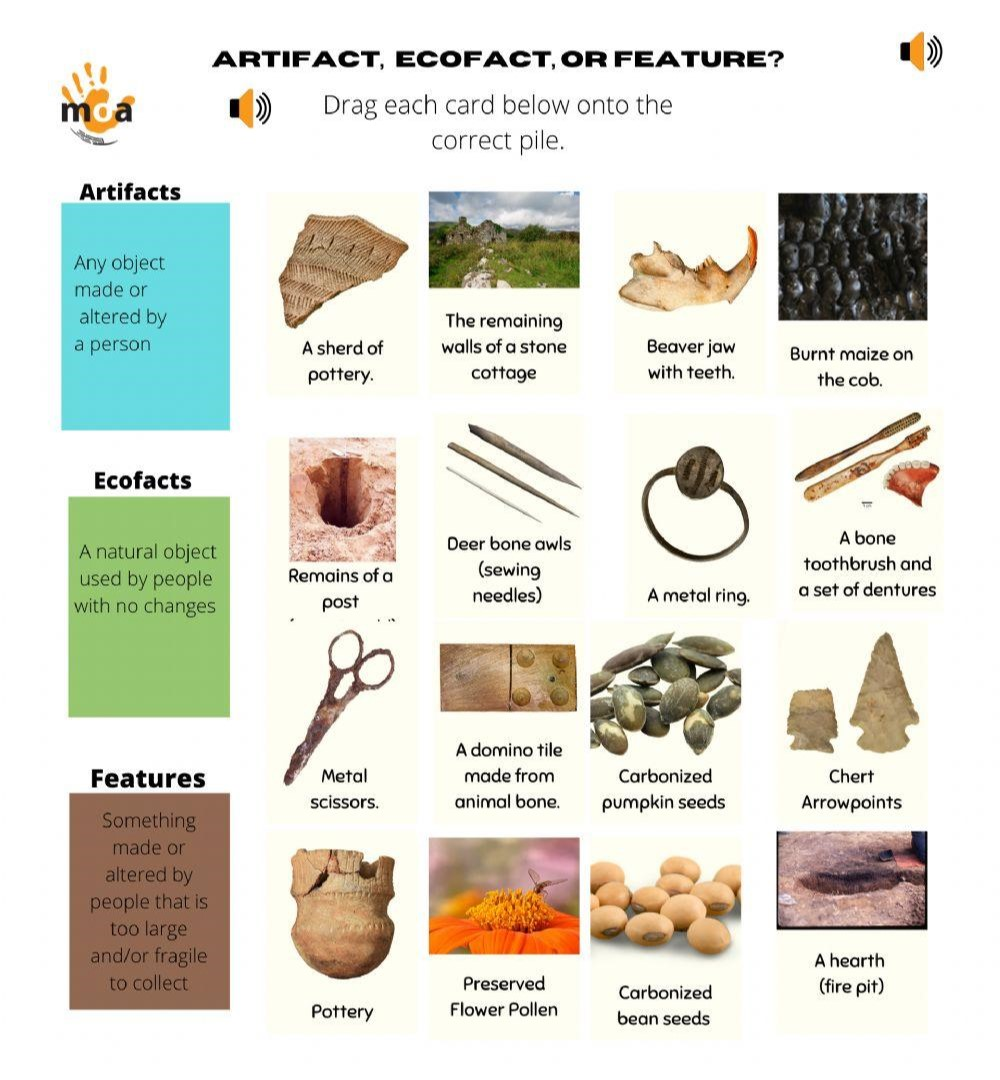 ARTIFACT, ECOFACT, OR FEATURE?
moa
Drag each card below onto the
correct pile.
Artifacts
Any object
made or
altered by
a person
A sherd of
pottery.
The remaining
walls of a stone
cottage
Beaver jaw
with teeth.
Burnt maize on
the cob.
Ecofacts
A natural object
used by people
with no changes
Remains of a
post
Deer bone awls
(sewing
needles)
A metal ring.
A bone
toothbrush and
a set of dentures
Metal
scissors.
A domino tile
made from
animal bone.
Carbonized
pumpkin seeds
Chert
Arrowpoints
Features
Something
made or
altered by
people that is
too large
and/or fragile
to collect
Pottery
Preserved
Flower Pollen
Carbonized
bean seeds
A hearth
(fire pit)